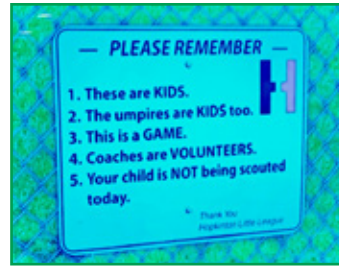 — PLEASE REMEMBER —
1. These are KIDS.
2. The umpires are KIDS too.
3. This is a GAME.
4. Coaches are VOLUNTEERS.
5. Your child is NOT being scouted
today.
Thank You
Hopkinton Little League